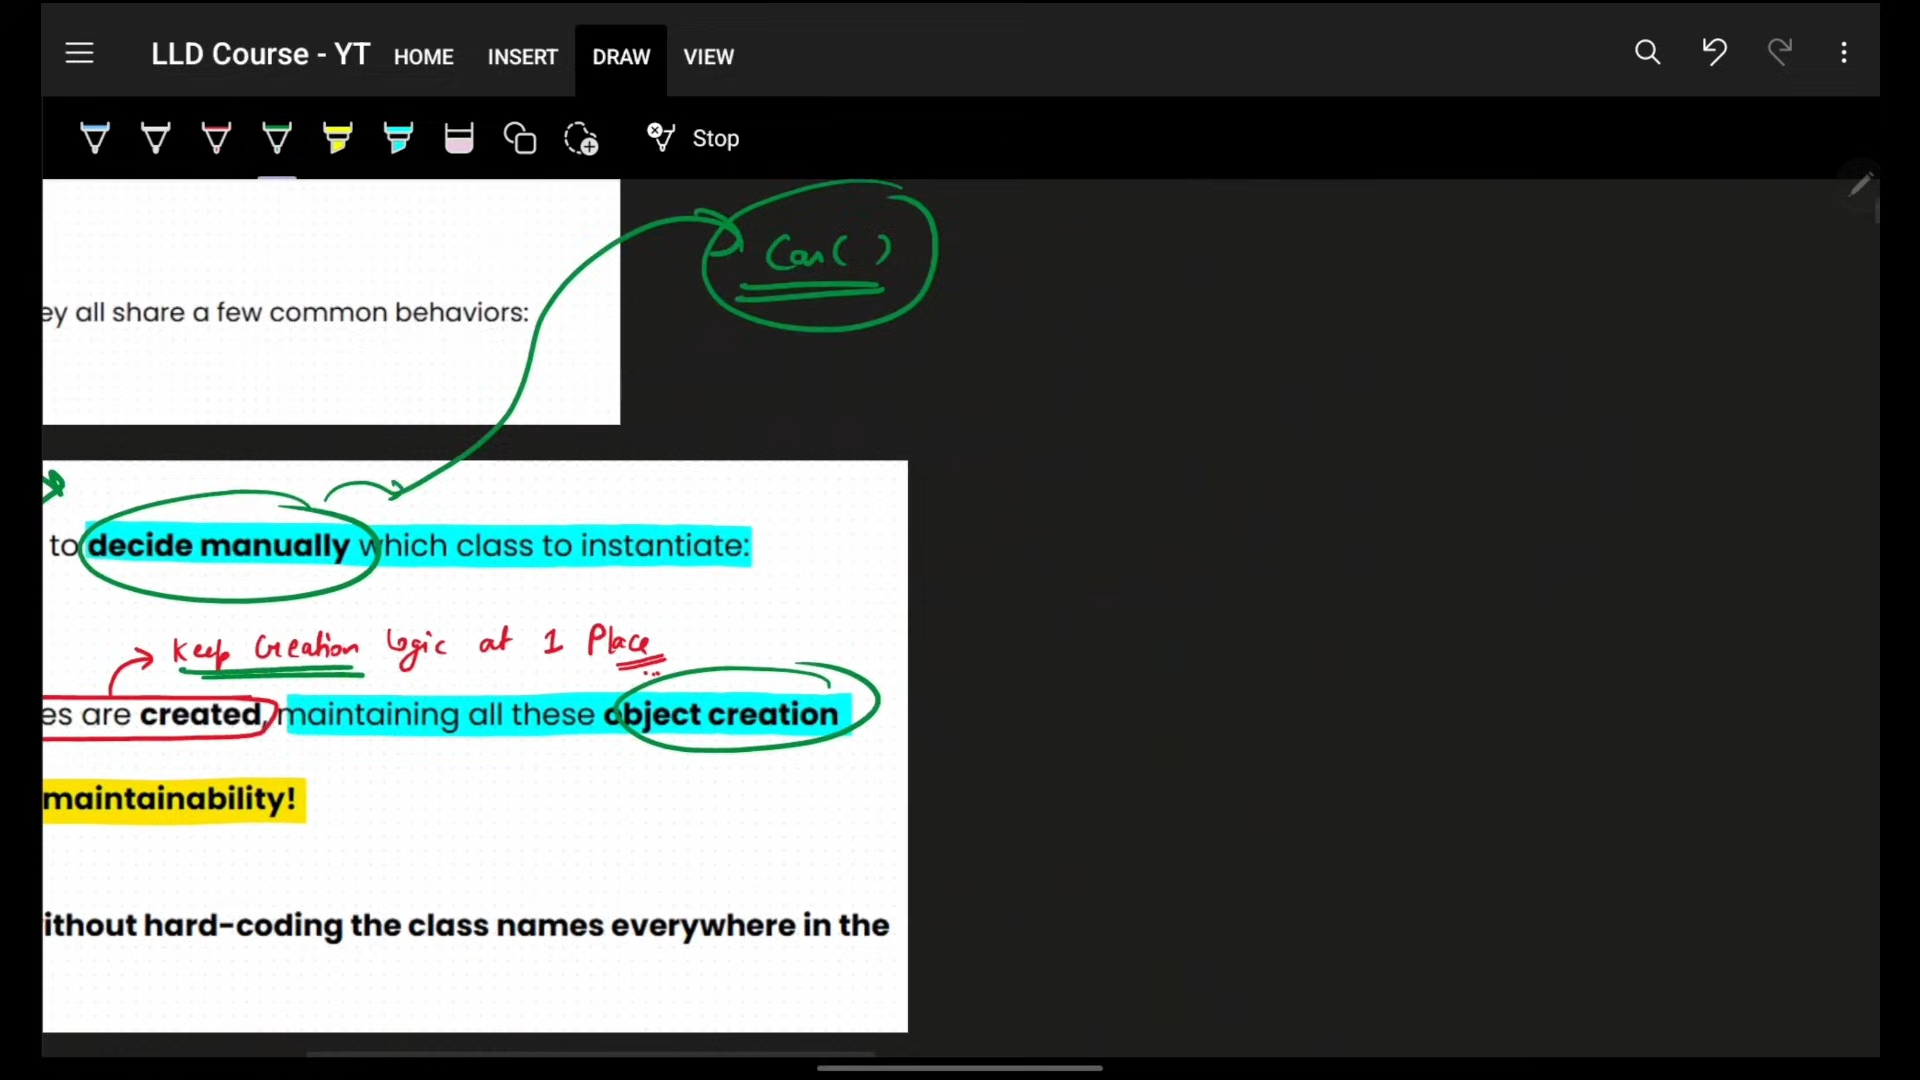 LLD Course - YT HOME INSERT DRAW VIEW
Stop
Car( )
ey all share a few common behaviors:
to decide manually which class to instantiate:
Keep Creation logic at 1 Place
es are created, maintaining all these object creation
maintainability!
ithout hard-coding the class names everywhere in the